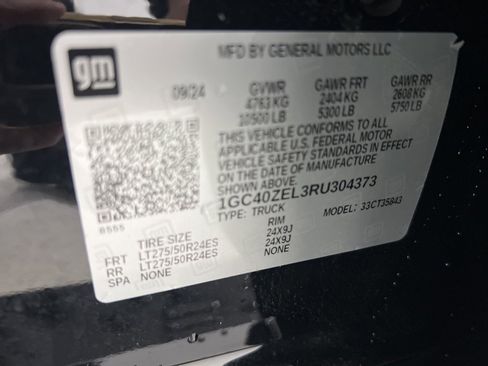 gm
MFD BY GENERAL MOTORS LLC
09/24 GVWR GAWR FRT GAWR RR
4763 KG 2404 KG 2608 KG
10500 LB 5300 LB 5750 LB
THIS VEHICLE CONFORMS TO ALL
APPLICABLE U.S. FEDERAL MOTOR
VEHICLE SAFETY STANDARDS IN EFFECT
ON THE DATE OF MANUFACTURE
SHOWN ABOVE
1GC40ZEL3RU304373
TYPE: TRUCK MODEL: 33CT35843
TIRE SIZE RIM
FRT LT275/50R24ES 24X9J
RR LT275/50R24ES 24X9J
SPA NONE NONE